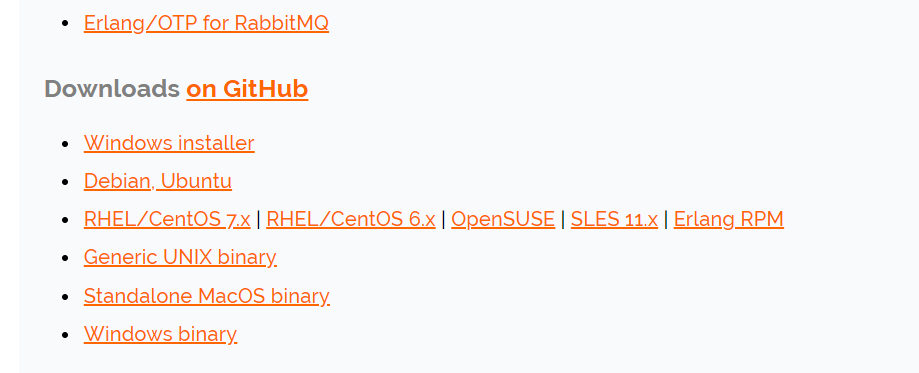 Erlang/OTP for RabbitMQ
Downloads on GitHub
Windows installer
Debian, Ubuntu
RHEL/CentOS 7.x | RHEL/CentOS 6.x | OpenSUSE | SLES 11.x | Erlang RPM
Generic UNIX binary
Standalone MacOS binary
Windows binary